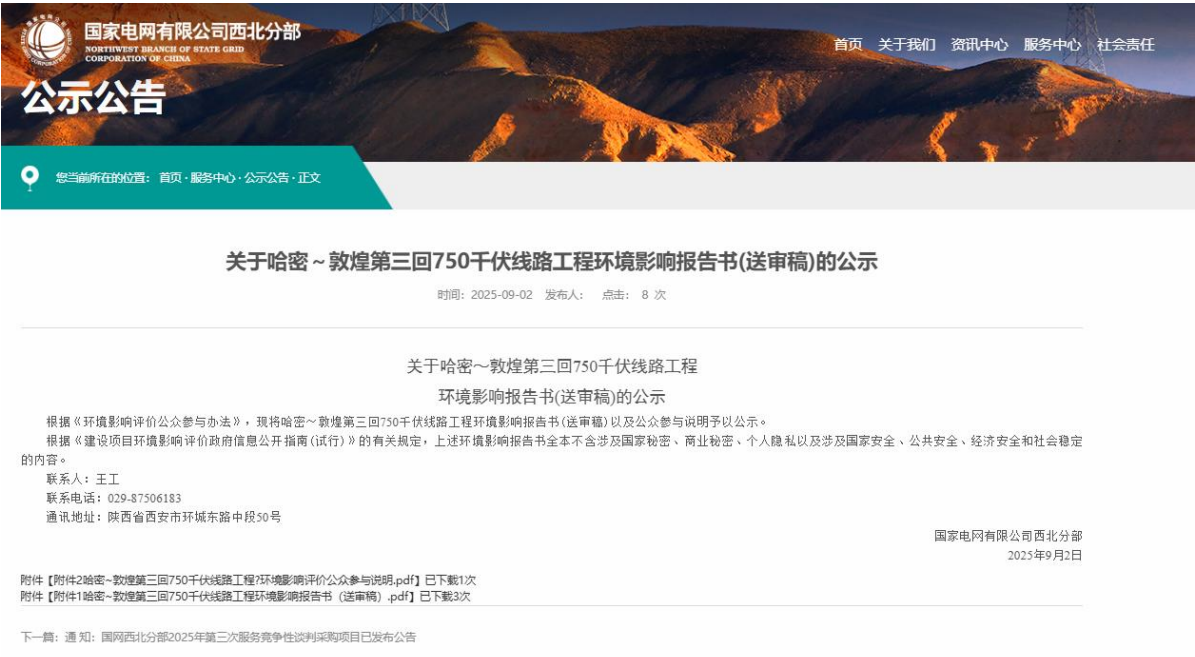 国家电网有限公司西北分部
NORTHWEST BRANCH OF STATE GRID
CORPORATION OF CHINA
首页 关于我们 资讯中心 服务中心 社会责任
公示公告
您当前所在的位置： 首页 · 服务中心 · 公示公告 · 正文
关于哈密～敦煌第三回750千伏线路工程环境影响报告书(送审稿)的公示
时间：2025-09-02 发布人： 点击： 8 次
关于哈密～敦煌第三回750千伏线路工程
环境影响报告书(送审稿)的公示
根据《环境影响评价公众参与办法》，现将哈密～敦煌第三回750千伏线路工程环境影响报告书(送审稿)以及公众参与说明予以公示。
根据《建设项目环境影响评价政府信息公开指南(试行)》的有关规定，上述环境影响报告书全本不含涉及国家秘密、商业秘密、个人隐私以及涉及国家安全、公共安全、经济安全和社会稳定
的内容。
联系人：王工
联系电话：029-87506183
通讯地址：陕西省西安市环城东路中段50号
国家电网有限公司西北分部
2025年9月2日
附件【附件2哈密~敦煌第三回750千伏线路工程?环境影响评价公众参与说明.pdf】已下载1次
附件【附件1哈密~敦煌第三回750千伏线路工程环境影响报告书（送审稿）.pdf】已下载3次
下一篇：通 知：国网西北分部2025年第三次服务竞争性谈判采购项目已发布公告